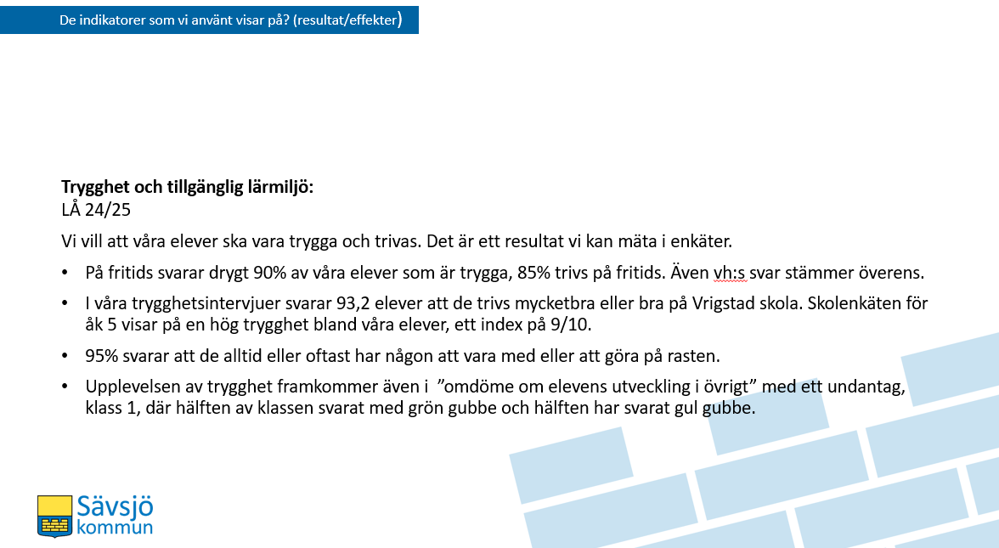 De indikatorer som vi använt visar på? (resultat/effekter)
Trygghet och tillgänglig lärmiljö:
LÅ 24/25
Vi vill att våra elever ska vara trygga och trivas. Det är ett resultat vi kan mäta i enkäter.
• På fritids svarar drygt 90% av våra elever som är trygga, 85% trivs på fritids. Även vh:s svar stämmer överens.
• I våra trygghetsintervjuer svarar 93,2 elever att de trivs mycketbra eller bra på Vrigstad skola. Skolenkäten för
åk 5 visar på en hög trygghet bland våra elever, ett index på 9/10.
• 95% svarar att de alltid eller oftast har någon att vara med eller att göra på rasten.
• Upplevelsen av trygghet framkommer även i ”omdöme om elevens utveckling i övrigt” med ett undantag,
klass 1, där hälften av klassen svarat med grön gubbe och hälften har svarat gul gubbe.
Sävsjö
kommun